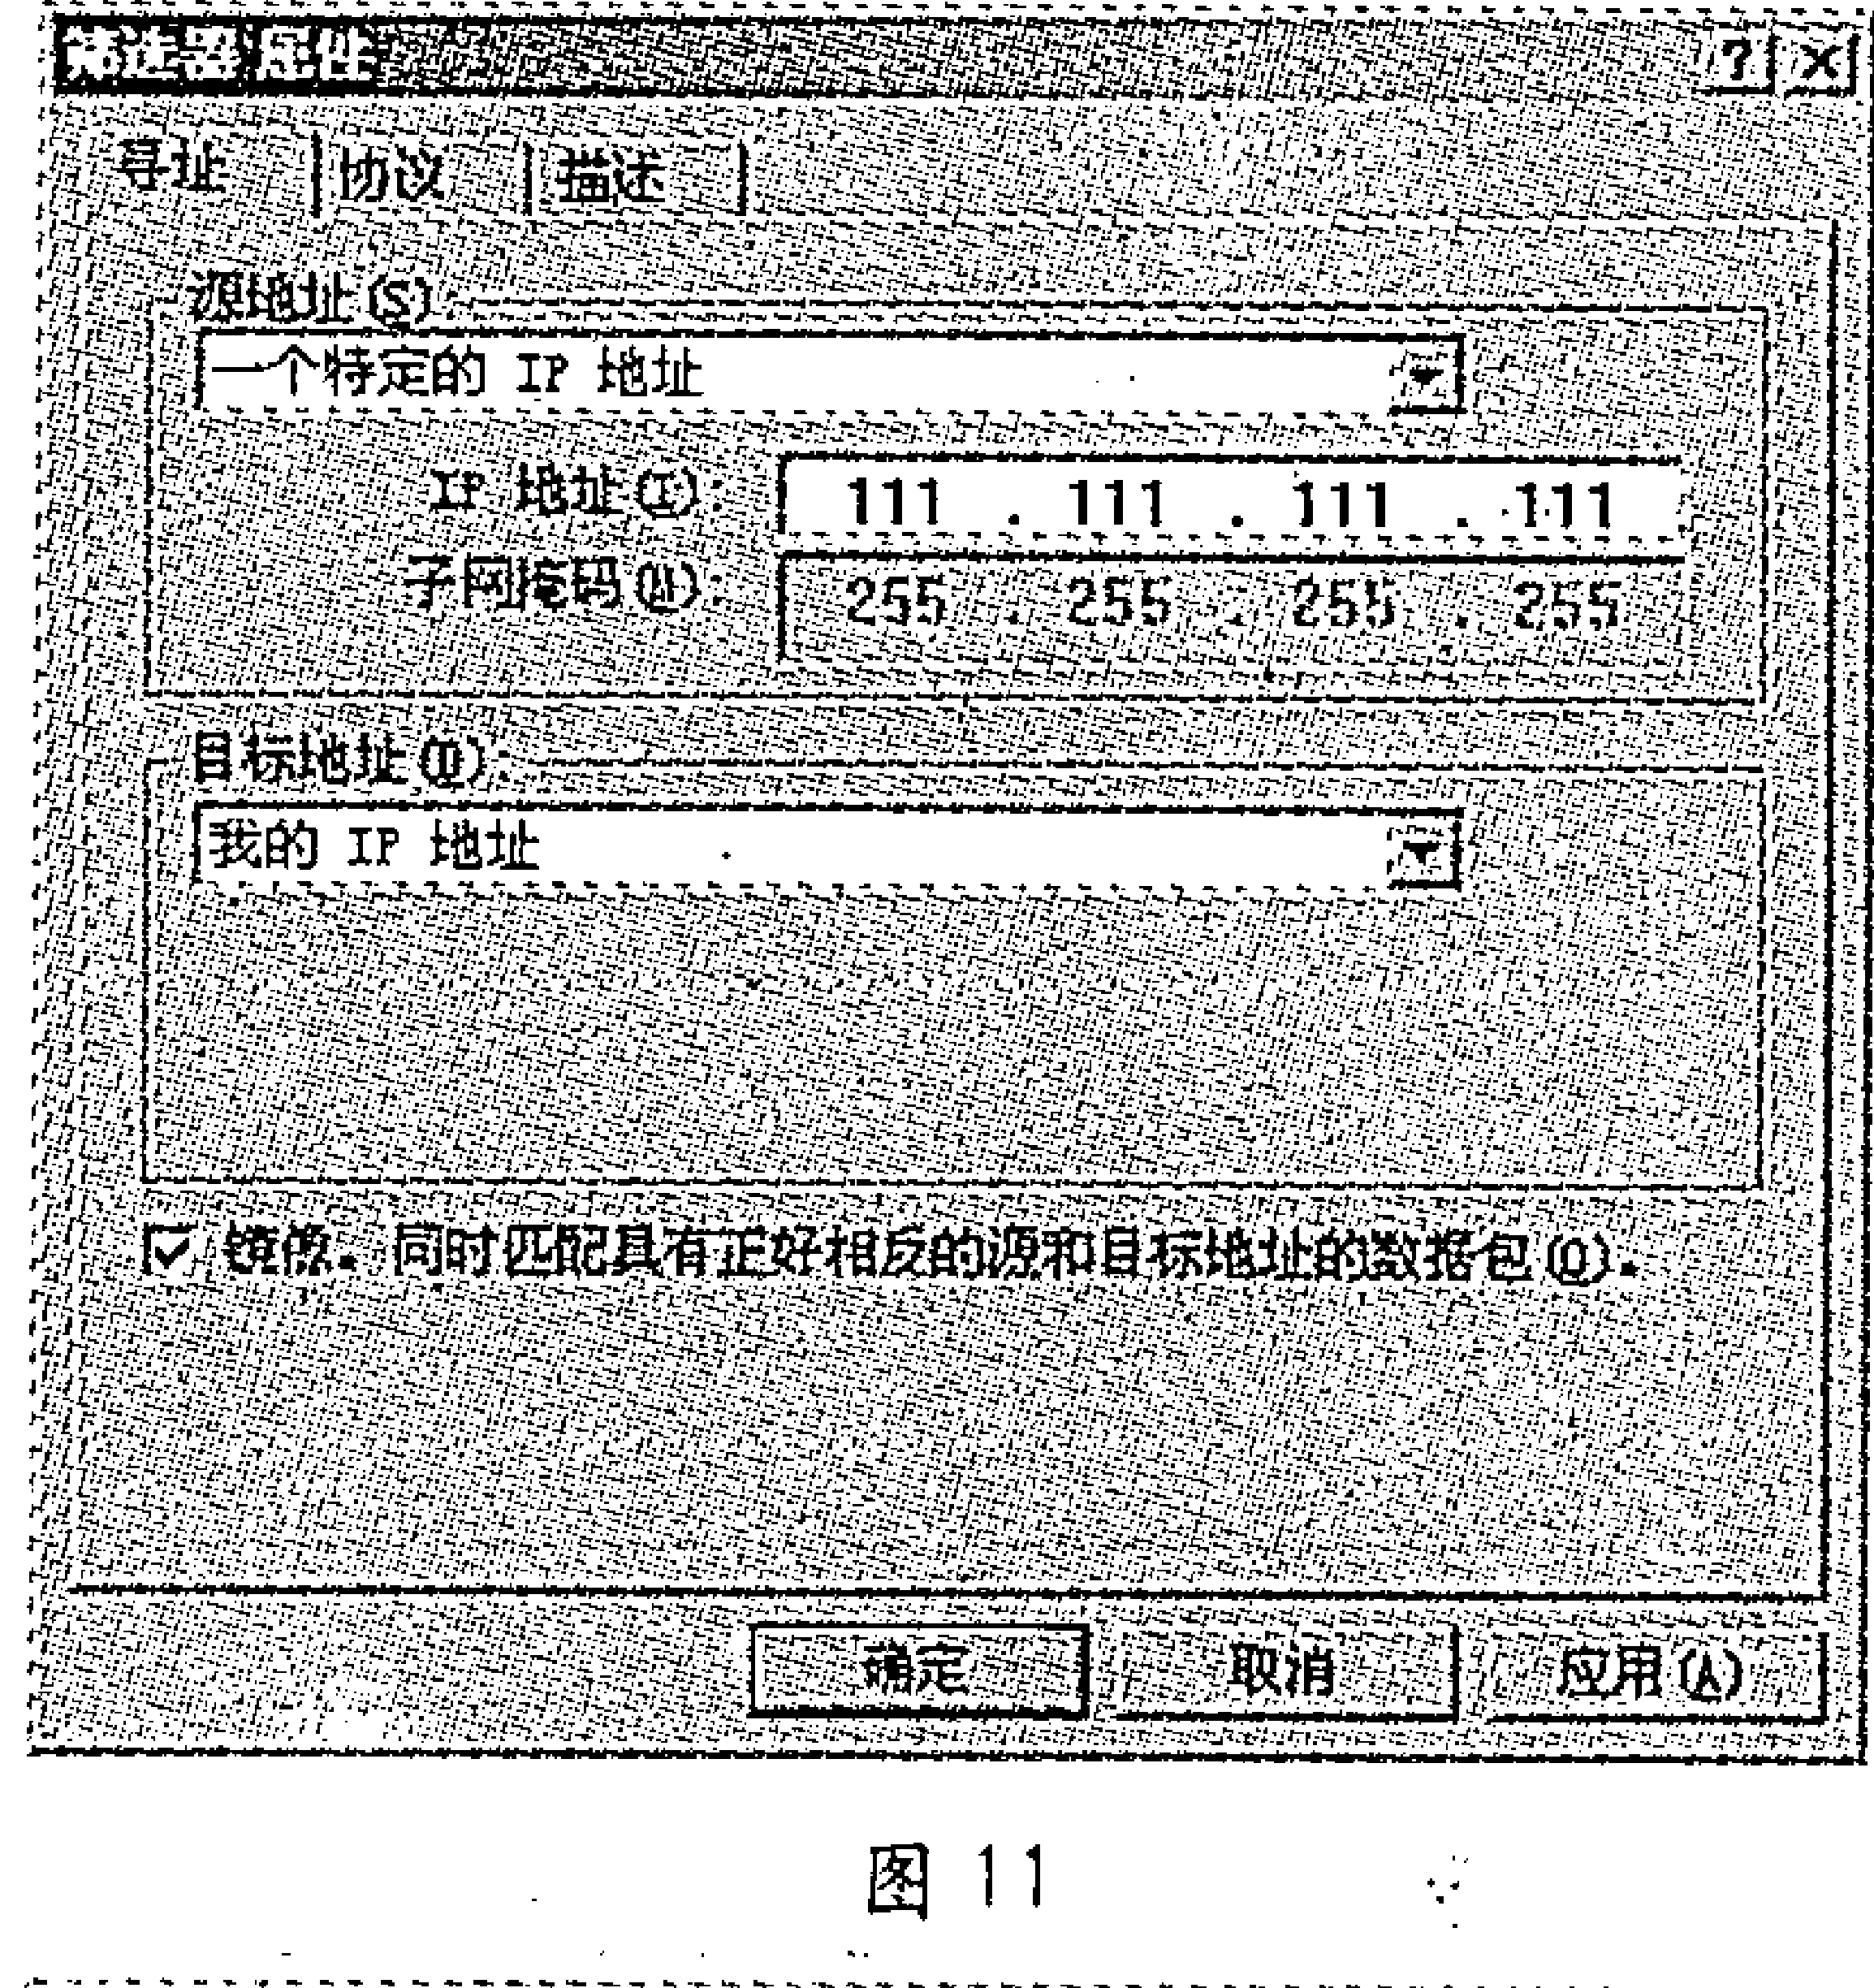 筛选器 属性
寻址 协议 描述
源地址(S):
一个特定的 IP 地址
IP 地址(I): 111 . 111 . 111 . 111
子网掩码(U): 255 . 255 . 255 . 255
目标地址(D):
我的 IP 地址
镜像。同时匹配具有正好相反的源和目标地址的数据包(O)。
确定 取消 应用(A)
图 11